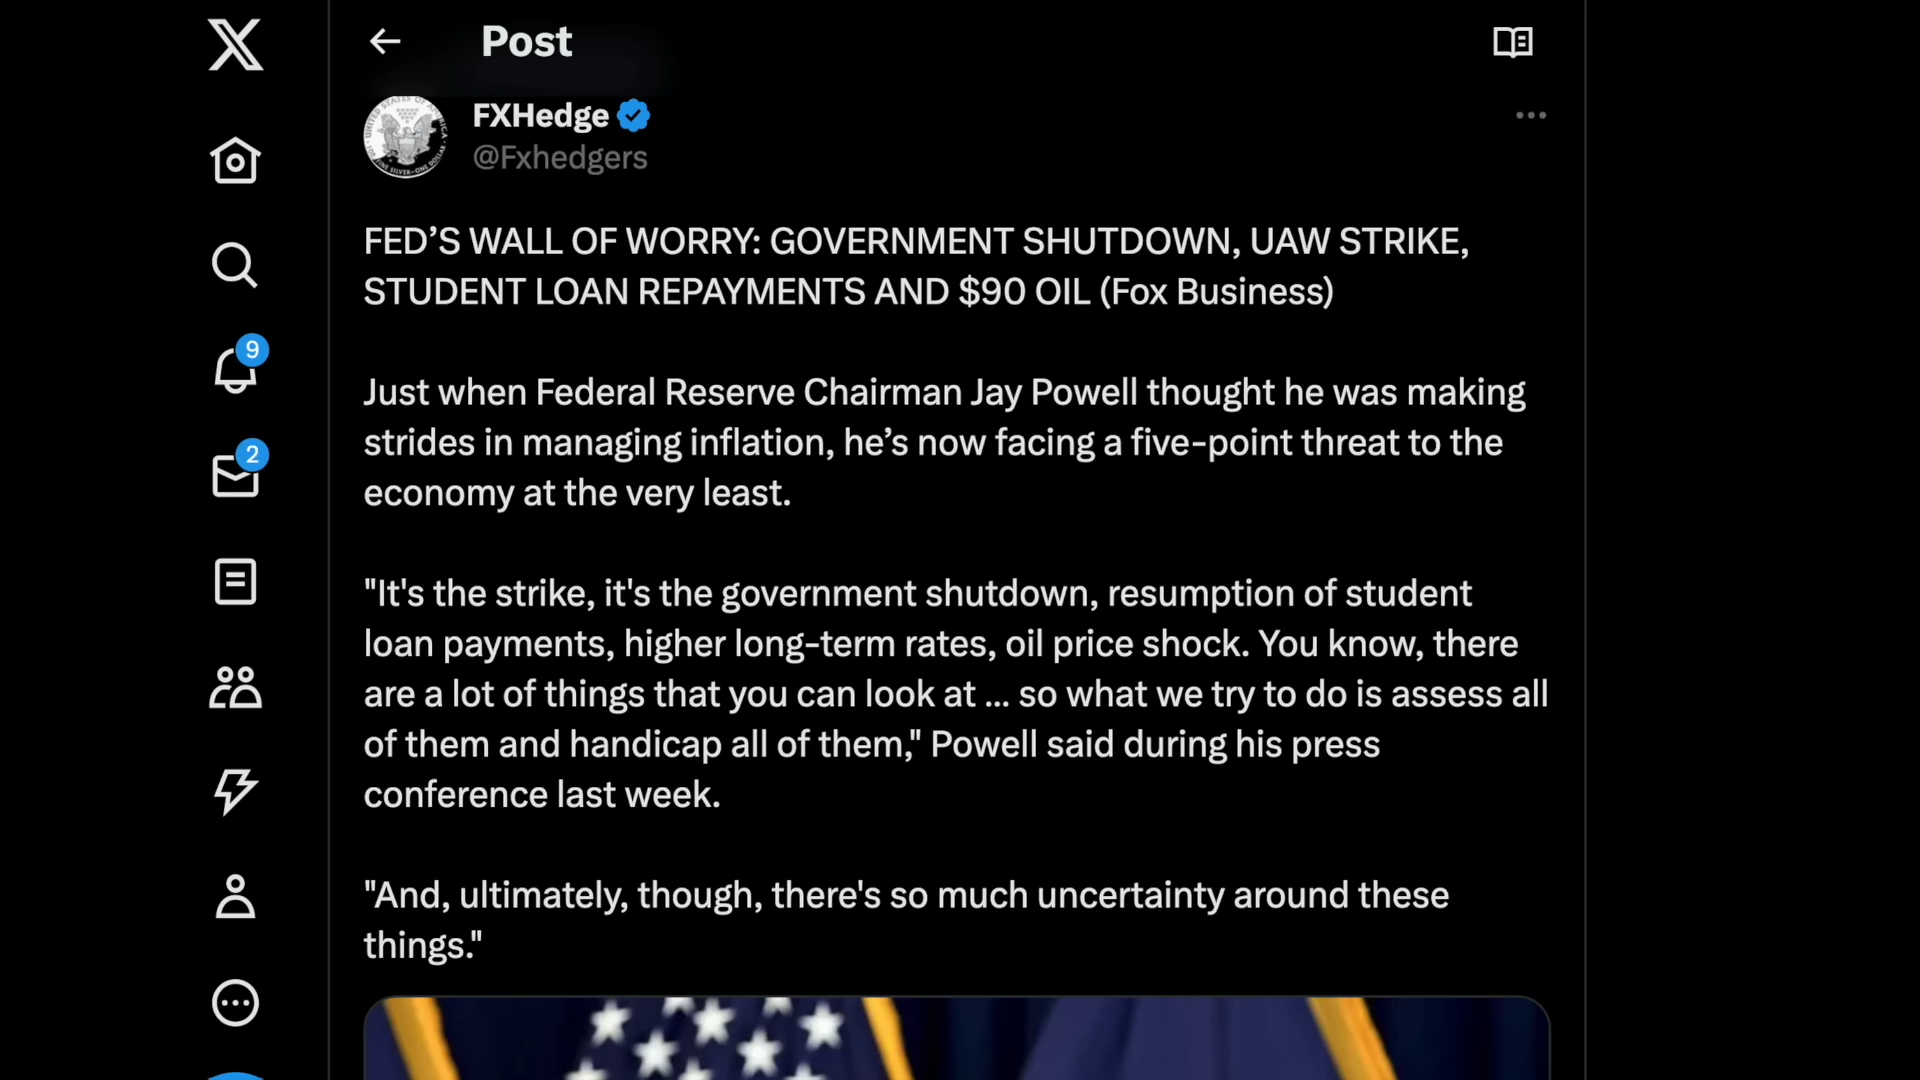 Post
FXHedge
@Fxhedgers
FED’S WALL OF WORRY: GOVERNMENT SHUTDOWN, UAW STRIKE,
STUDENT LOAN REPAYMENTS AND $90 OIL (Fox Business)
Just when Federal Reserve Chairman Jay Powell thought he was making
strides in managing inflation, he’s now facing a five-point threat to the
economy at the very least.
"It's the strike, it's the government shutdown, resumption of student
loan payments, higher long-term rates, oil price shock. You know, there
are a lot of things that you can look at ... so what we try to do is assess all
of them and handicap all of them," Powell said during his press
conference last week.
"And, ultimately, though, there's so much uncertainty around these
things."
9
2